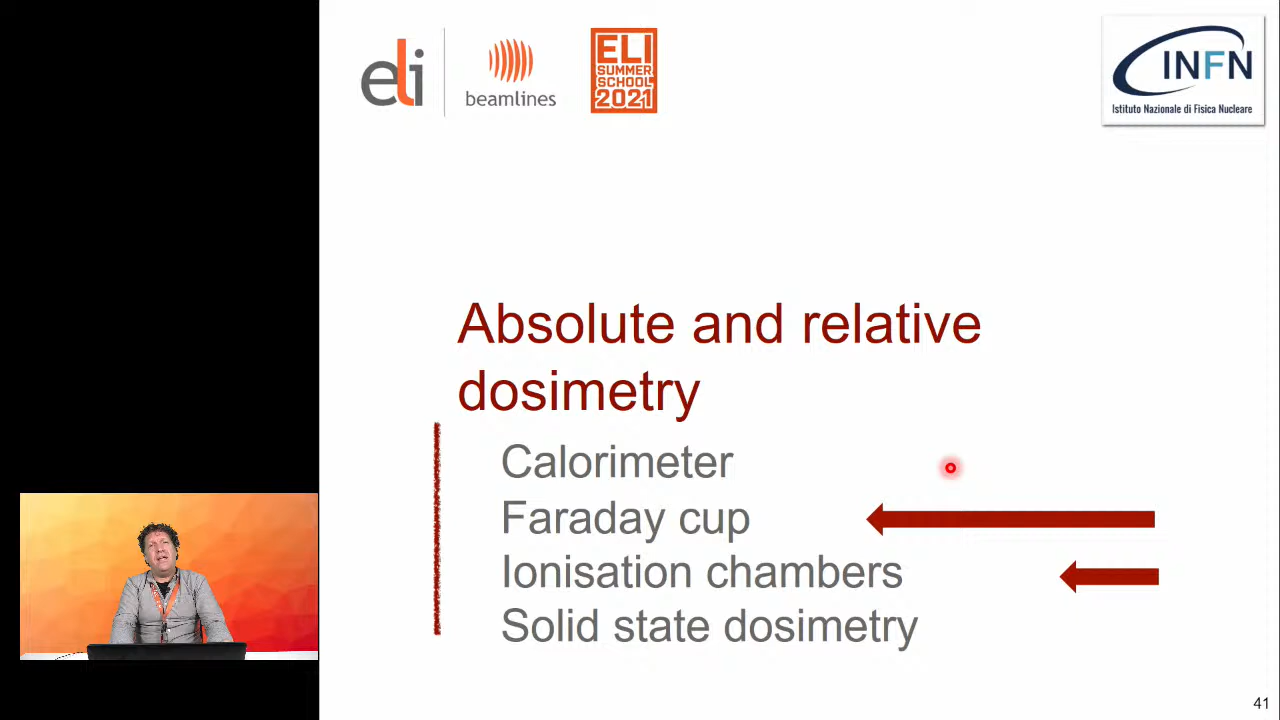 eli
beamlines
ELI
SUMMER
SCHOOL
2021
INFN
Istituto Nazionale di Fisica Nucleare
Absolute and relative
dosimetry
Calorimeter
Faraday cup
Ionisation chambers
Solid state dosimetry
41